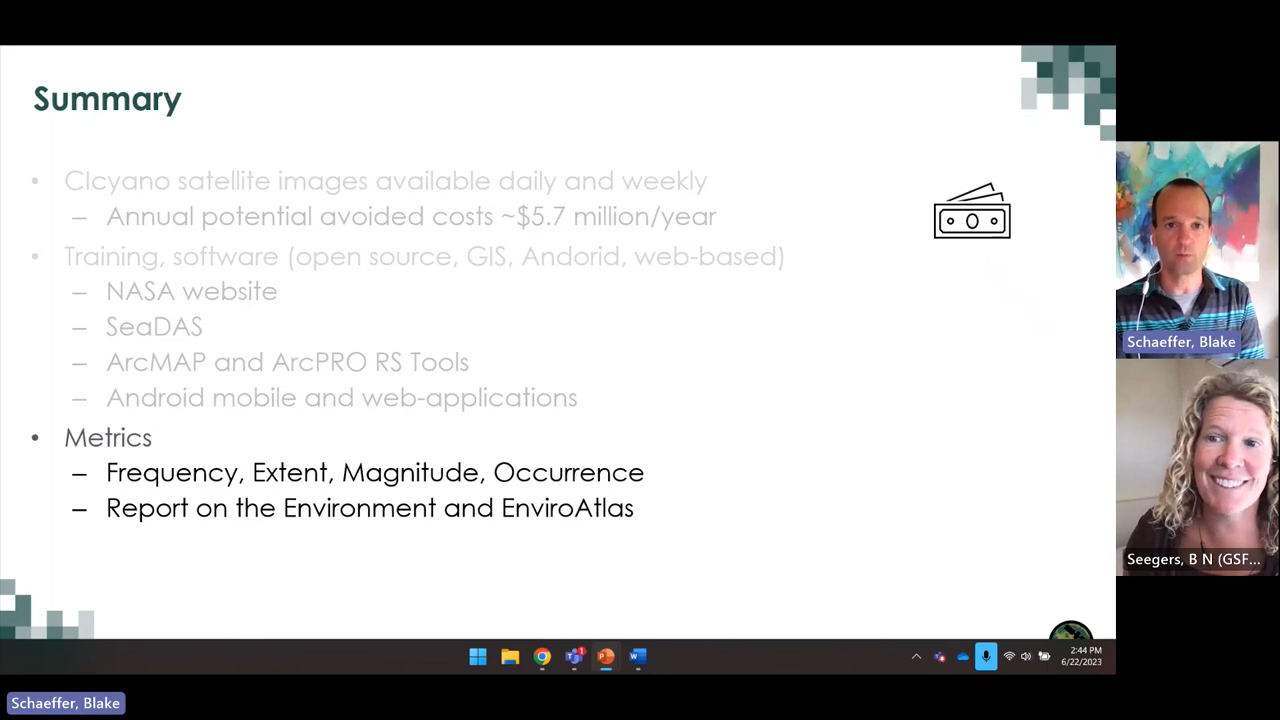 Summary
• CIcyano satellite images available daily and weekly
– Annual potential avoided costs ~$5.7 million/year
• Training, software (open source, GIS, Andorid, web-based)
– NASA website
– SeaDAS
– ArcMAP and ArcPRO RS Tools
– Android mobile and web-applications
• Metrics
– Frequency, Extent, Magnitude, Occurrence
– Report on the Environment and EnviroAtlas
Schaeffer, Blake
Seegers, B N (GSF...
2:44 PM
6/22/2023
Schaeffer, Blake